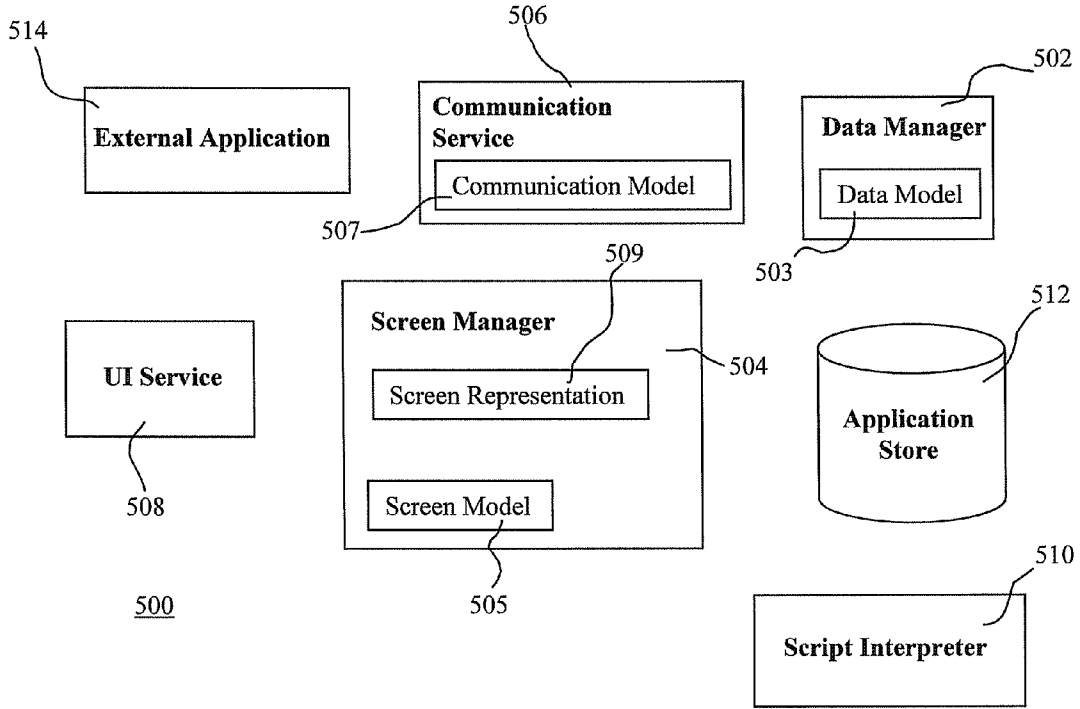 514
External Application
506
Communication
Service
Communication Model
507
502
Data Manager
Data Model
503
509
Screen Manager
504
Screen Representation
Screen Model
505
UI Service
508
512
Application
Store
500
510
Script Interpreter